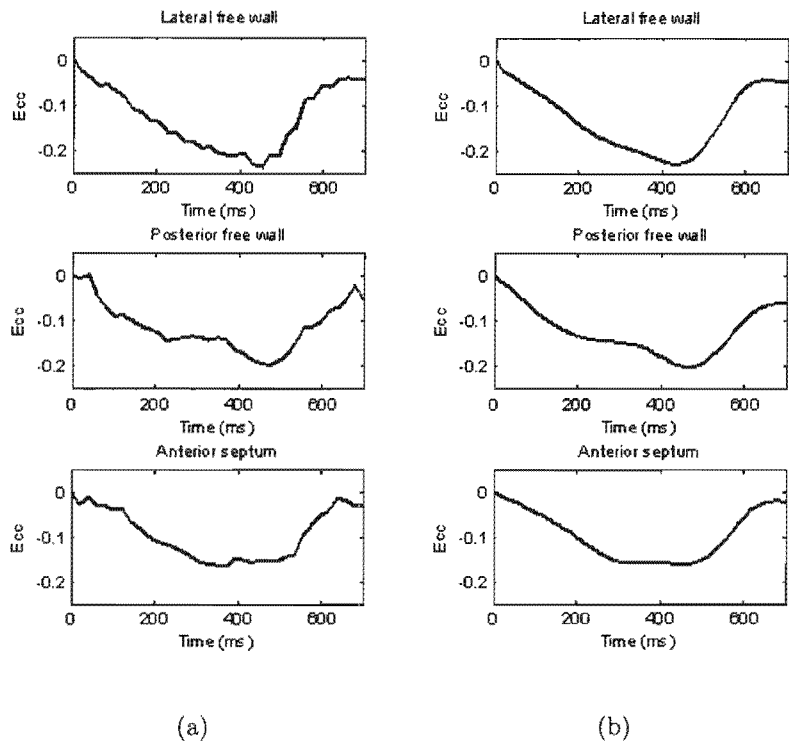 Lateral free wall
0
-0.1
-0.2
Ecc
0 200 400 600
Time (ms)
Posterior free wall
0
-0.1
-0.2
Ecc
0 200 400 600
Time (ms)
Anterior septum
0
-0.1
-0.2
Ecc
0 200 400 600
Time (ms)
(a)
Lateral free wall
0
-0.1
-0.2
Ecc
0 200 400 600
Time (ms)
Posterior free wall
0
-0.1
-0.2
Ecc
0 200 400 600
Time (ms)
Anterior septum
0
-0.1
-0.2
Ecc
0 200 400 600
Time (ms)
(b)